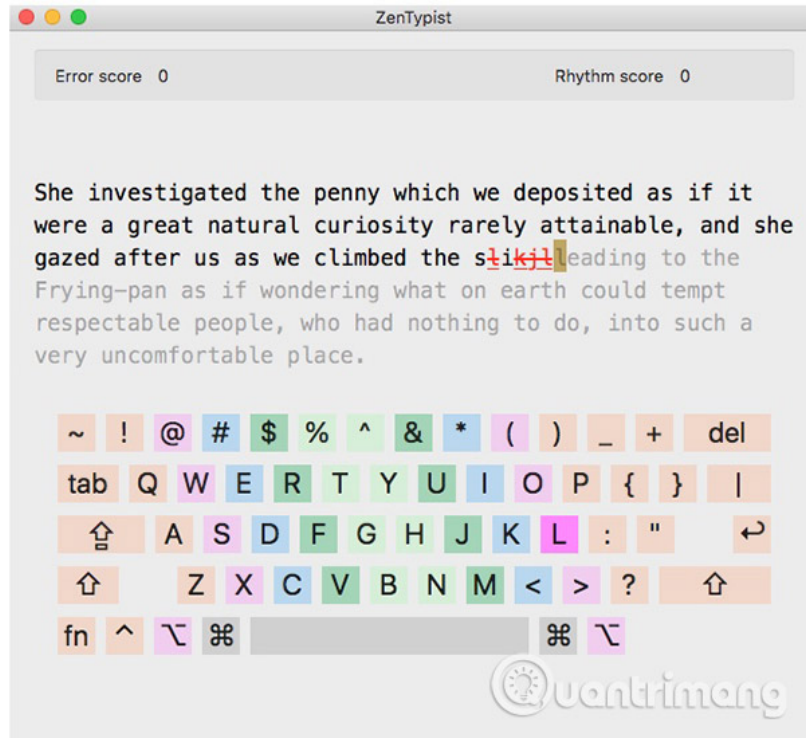 ZenTypist
Error score 0 Rhythm score 0
She investigated the penny which we deposited as if it
were a great natural curiosity rarely attainable, and she
gazed after us as we climbed the slikjlleading to the
Frying-pan as if wondering what on earth could tempt
respectable people, who had nothing to do, into such a
very uncomfortable place.
~ ! @ # $ % ^ & * ( ) _ + del
tab Q W E R T Y U I O P { } |
A S D F G H J K L : "
Z X C V B N M < > ?
fn ^ ⌥ ⌘ ⌘ ⌥
Quantrimang